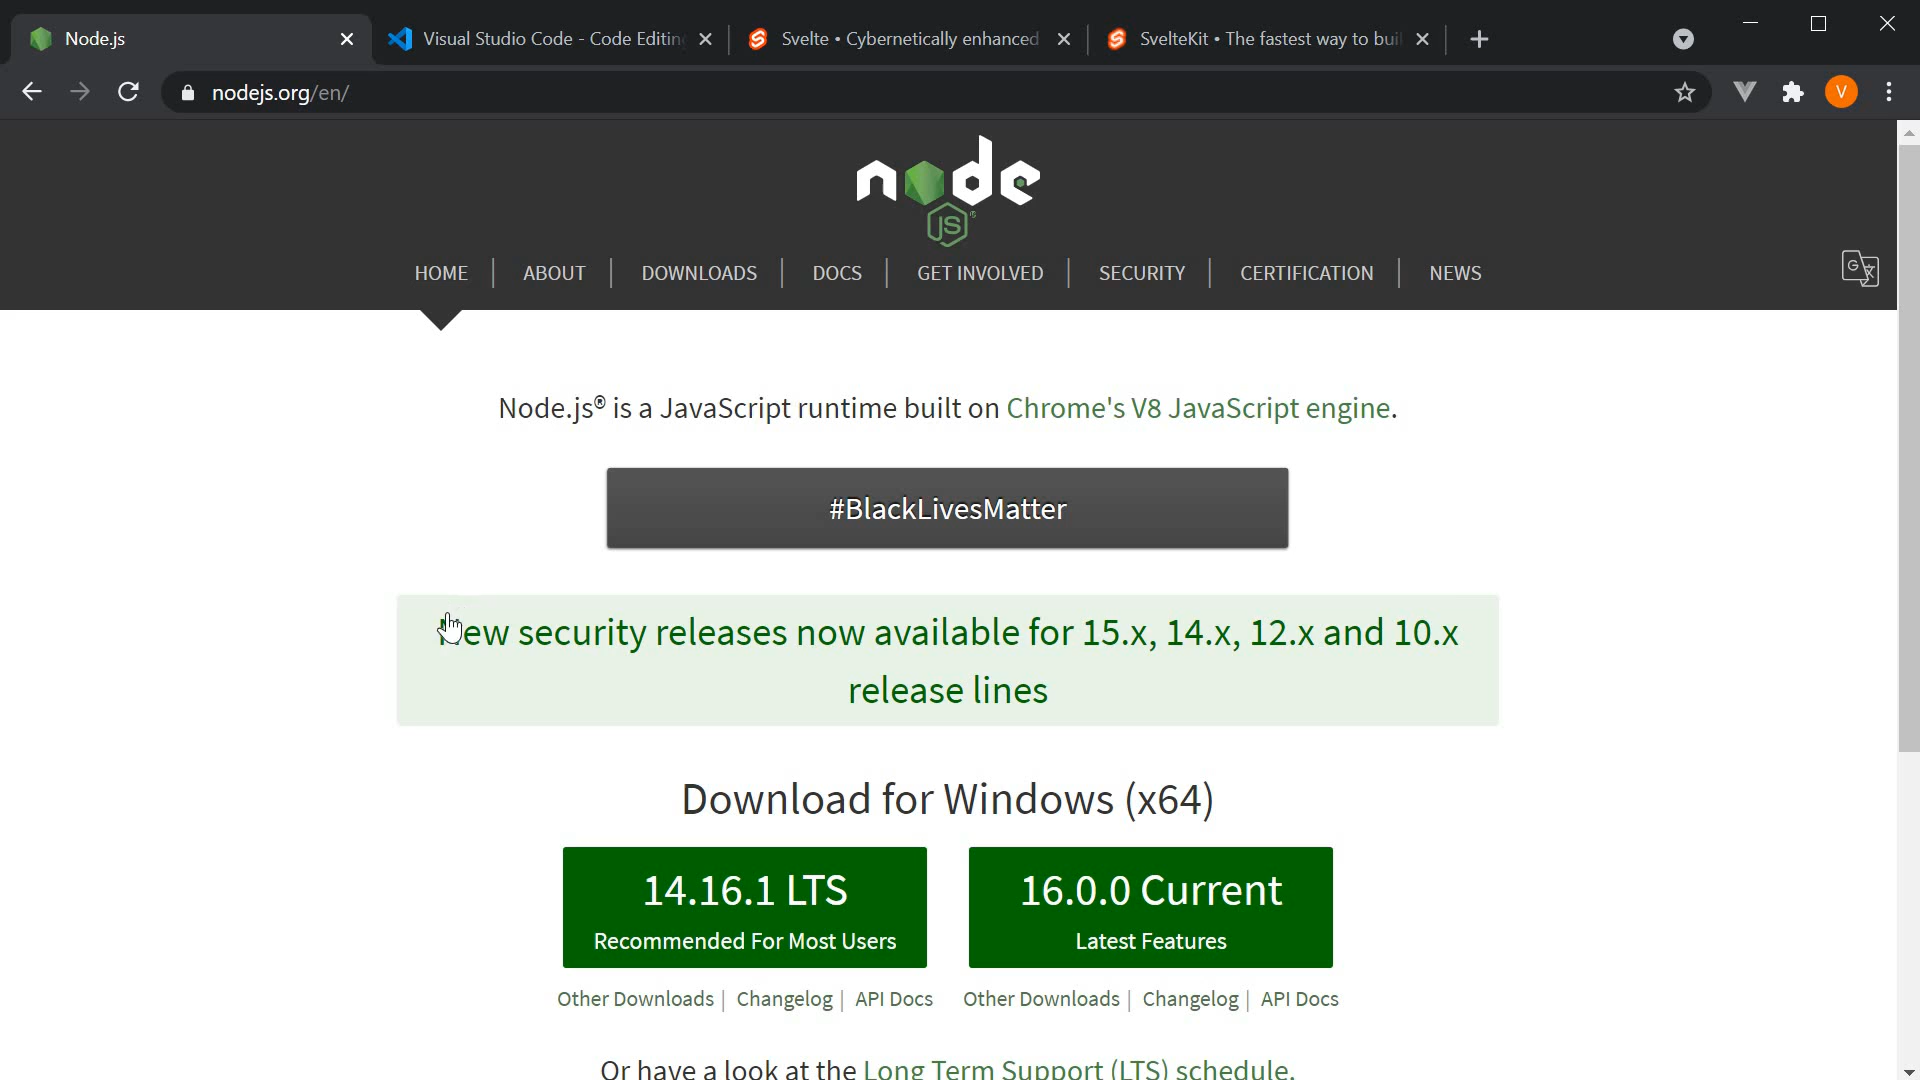 Node.js
Visual Studio Code - Code Editin
Svelte • Cybernetically enhanced
SvelteKit • The fastest way to bui
nodejs.org/en/
V
node
JS
HOME
ABOUT
DOWNLOADS
DOCS
GET INVOLVED
SECURITY
CERTIFICATION
NEWS
Node.js® is a JavaScript runtime built on Chrome's V8 JavaScript engine.
#BlackLivesMatter
New security releases now available for 15.x, 14.x, 12.x and 10.x
release lines
Download for Windows (x64)
14.16.1 LTS
Recommended For Most Users
16.0.0 Current
Latest Features
Other Downloads | Changelog | API Docs
Other Downloads | Changelog | API Docs
Or have a look at the Long Term Support (LTS) schedule.